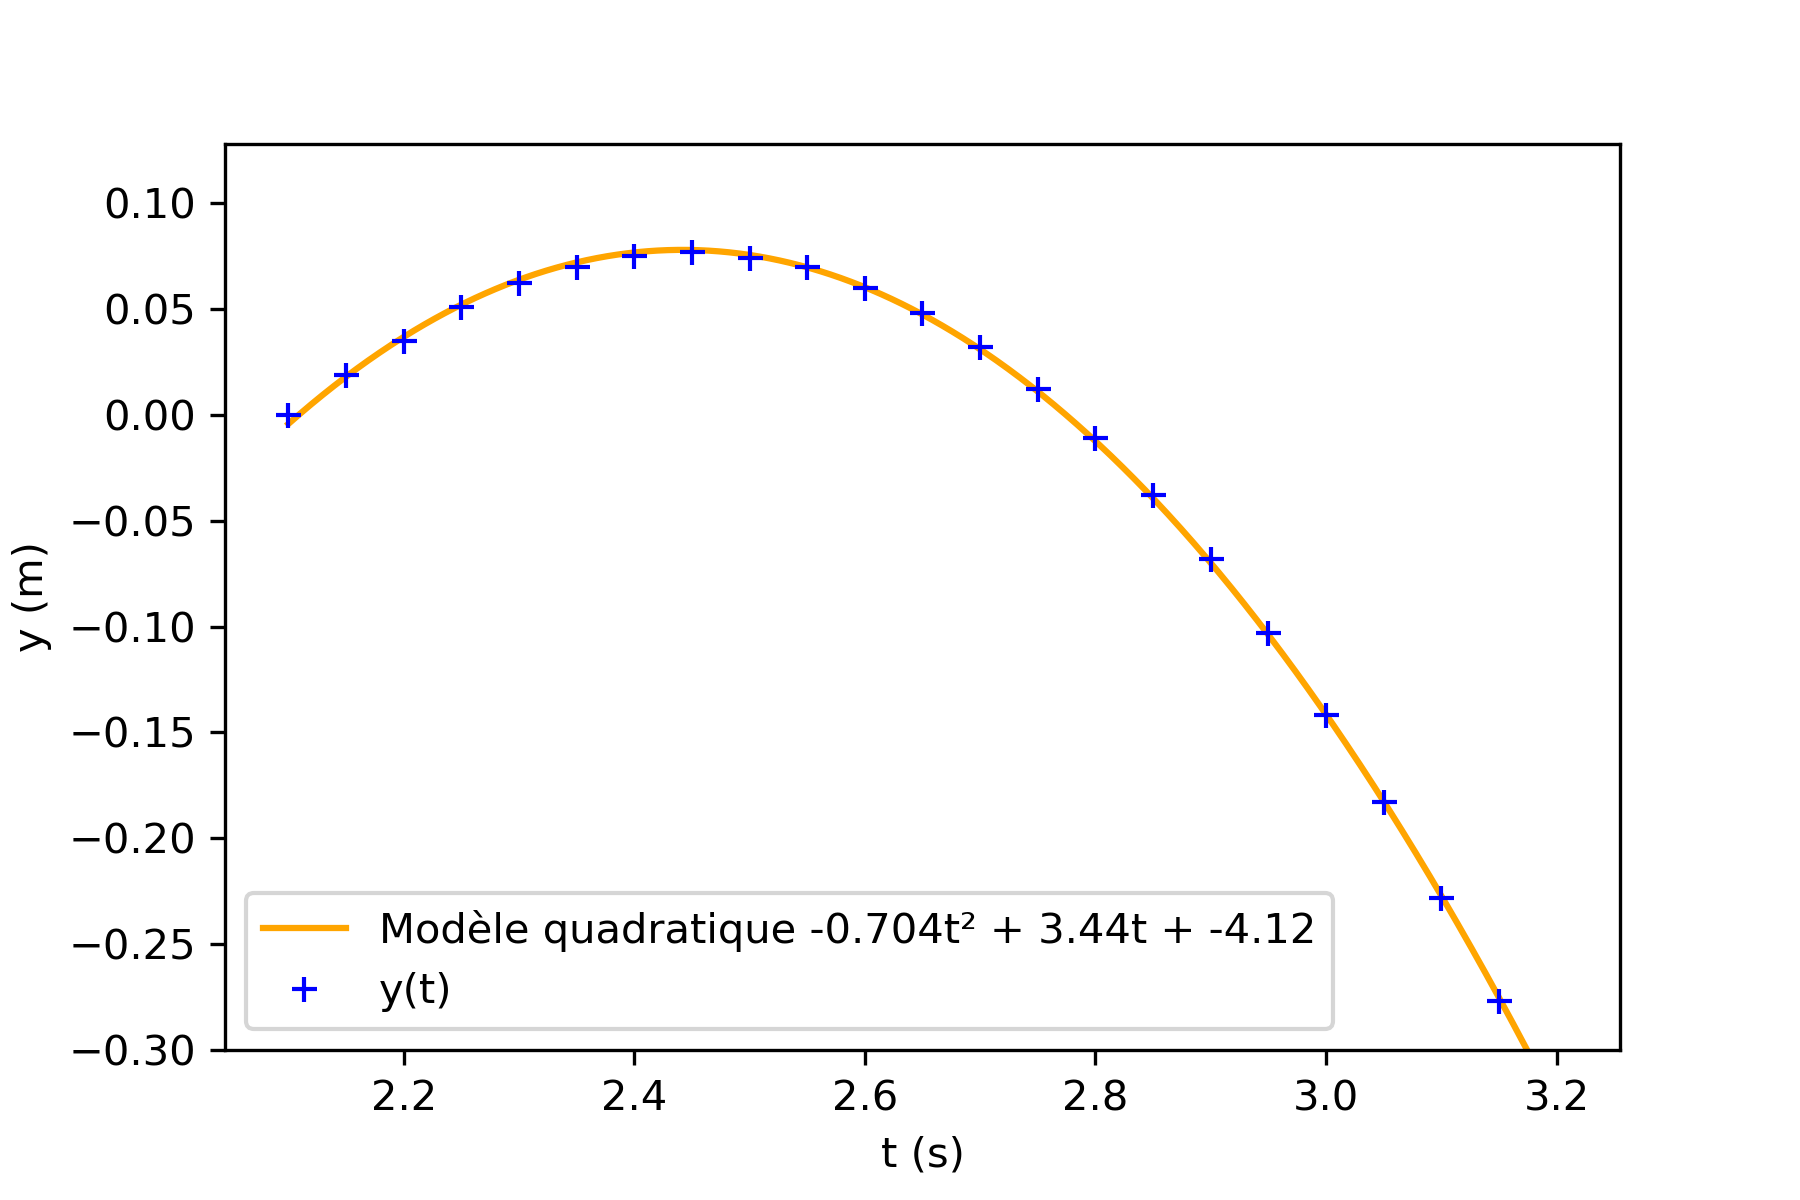 0.10
0.05
0.00
−0.05
−0.10
−0.15
−0.20
−0.25
−0.30
y (m)
Modèle quadratique -0.704t² + 3.44t + -4.12
y(t)
2.2 2.4 2.6 2.8 3.0 3.2
t (s)